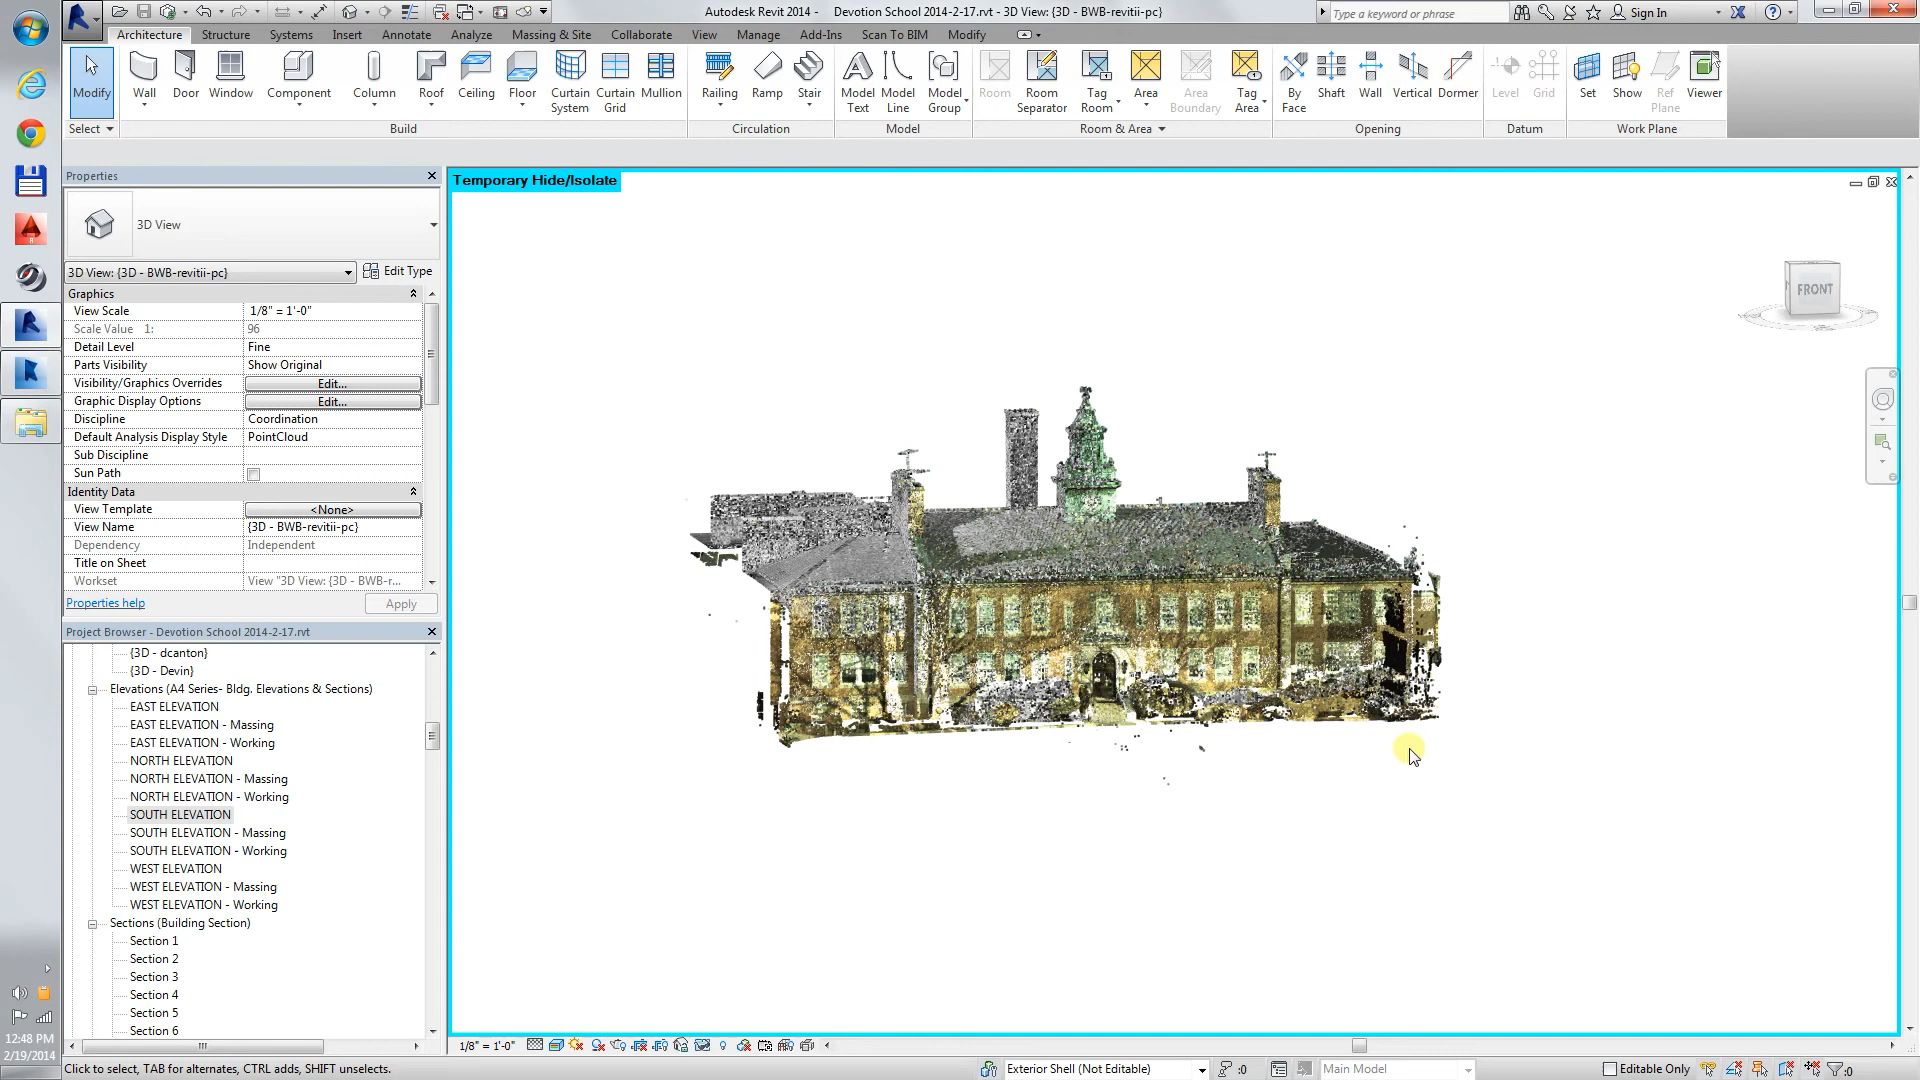 Autodesk Revit 2014 - Devotion School 2014-2-17.rvt - 3D View: {3D - BWB-revitii-pc}
Type a keyword or phrase
Sign In
Architecture Structure Systems Insert Annotate Analyze Massing & Site Collaborate View Manage Add-Ins Scan To BIM Modify
Modify Wall Door Window Component Column Roof Ceiling Floor Curtain System Curtain Grid Mullion Railing Ramp Stair Model Text Model Line Model Group Room Room Separator Tag Room Area Area Boundary Tag Area By Face Shaft Wall Vertical Dormer Level Grid Set Show Ref Plane Viewer
Select Build Circulation Model Room & Area Opening Datum Work Plane
Properties
3D View
3D View: {3D - BWB-revitii-pc} Edit Type
Graphics
View Scale 1/8" = 1'-0"
Scale Value 1: 96
Detail Level Fine
Parts Visibility Show Original
Visibility/Graphics Overrides Edit...
Graphic Display Options Edit...
Discipline Coordination
Default Analysis Display Style PointCloud
Sub Discipline
Sun Path
Identity Data
View Template <None>
View Name {3D - BWB-revitii-pc}
Dependency Independent
Title on Sheet
Workset View "3D View: {3D - BWB-r...
Properties help Apply
Project Browser - Devotion School 2014-2-17.rvt
{3D - dcanton}
{3D - Devin}
Elevations (A4 Series- Bldg. Elevations & Sections)
EAST ELEVATION
EAST ELEVATION - Massing
EAST ELEVATION - Working
NORTH ELEVATION
NORTH ELEVATION - Massing
NORTH ELEVATION - Working
SOUTH ELEVATION
SOUTH ELEVATION - Massing
SOUTH ELEVATION - Working
WEST ELEVATION
WEST ELEVATION - Massing
WEST ELEVATION - Working
Sections (Building Section)
Section 1
Section 2
Section 3
Section 4
Section 5
Section 6
Temporary Hide/Isolate
FRONT
1/8" = 1'-0"
12:48 PM
2/19/2014
Click to select, TAB for alternates, CTRL adds, SHIFT unselects.
Exterior Shell (Not Editable)
:0
Main Model
Editable Only
:0